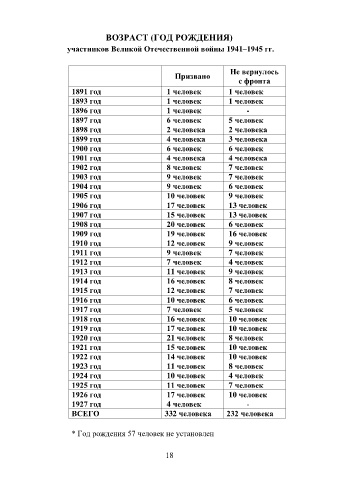 ВОЗРАСТ (ГОД РОЖДЕНИЯ)
участников Великой Отечественной войны 1941–1945 гг.
Призвано Не вернулось с фронта
1891 год 1 человек 1 человек
1893 год 1 человек 1 человек
1896 год 1 человек -
1897 год 6 человек 5 человек
1898 год 2 человека 2 человека
1899 год 4 человека 3 человека
1900 год 6 человек 6 человек
1901 год 4 человека 4 человека
1902 год 8 человек 7 человек
1903 год 9 человек 7 человек
1904 год 9 человек 6 человек
1905 год 10 человек 9 человек
1906 год 17 человек 13 человек
1907 год 15 человек 13 человек
1908 год 20 человек 6 человек
1909 год 19 человек 16 человек
1910 год 12 человек 9 человек
1911 год 9 человек 7 человек
1912 год 7 человек 4 человек
1913 год 11 человек 9 человек
1914 год 16 человек 8 человек
1915 год 12 человек 7 человек
1916 год 10 человек 6 человек
1917 год 7 человек 5 человек
1918 год 16 человек 10 человек
1919 год 17 человек 10 человек
1920 год 21 человек 8 человек
1921 год 15 человек 10 человек
1922 год 14 человек 10 человек
1923 год 11 человек 8 человек
1924 год 10 человек 4 человек
1925 год 11 человек 7 человек
1926 год 17 человек 10 человек
1927 год 4 человек -
ВСЕГО 332 человека 232 человека
* Год рождения 57 человек не установлен
18